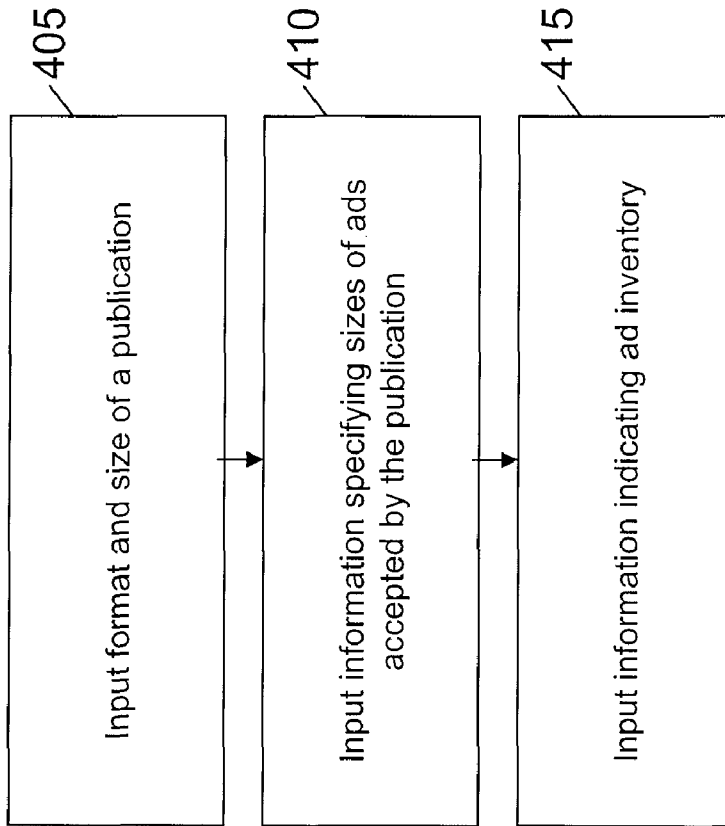 405
Input format and size of a publication
410
Input information specifying sizes of ads
accepted by the publication
415
Input information indicating ad inventory